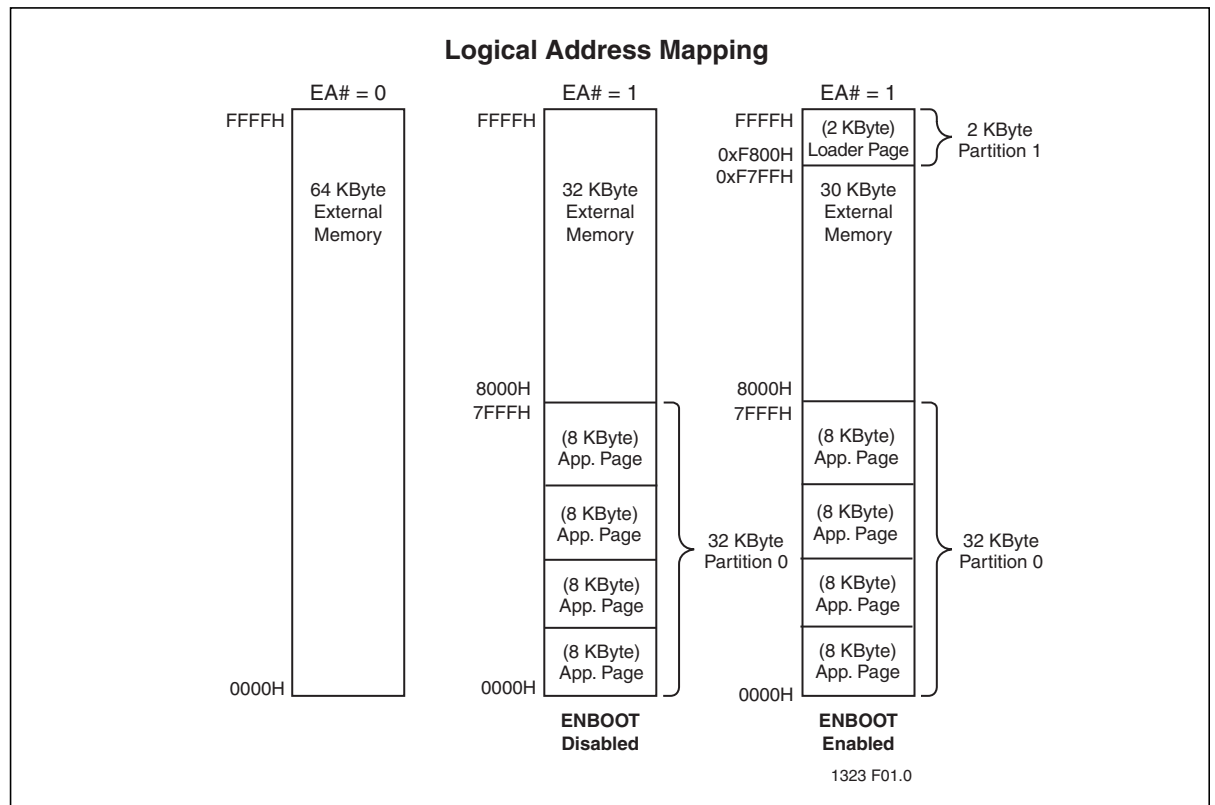 Logical Address Mapping
EA# = 0
FFFFH
64 KByte
External
Memory
0000H
EA# = 1
FFFFH
32 KByte
External
Memory
8000H
7FFFH
(8 KByte)
App. Page
(8 KByte)
App. Page
(8 KByte)
App. Page
(8 KByte)
App. Page
32 KByte
Partition 0
0000H
ENBOOT
Disabled
EA# = 1
FFFFH
(2 KByte)
Loader Page
2 KByte
Partition 1
0xF800H
0xF7FFH
30 KByte
External
Memory
8000H
7FFFH
(8 KByte)
App. Page
(8 KByte)
App. Page
(8 KByte)
App. Page
(8 KByte)
App. Page
32 KByte
Partition 0
0000H
ENBOOT
Enabled
1323 F01.0